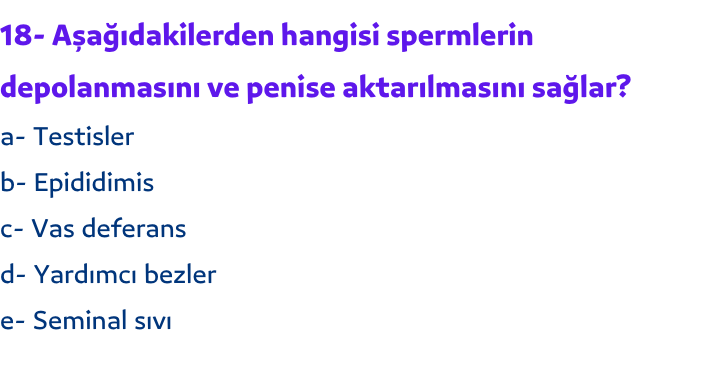 18- Aşağıdakilerden hangisi spermlerin
depolanmasını ve penise aktarılmasını sağlar?
a- Testisler
b- Epididimis
c- Vas deferans
d- Yardımcı bezler
e- Seminal sıvı